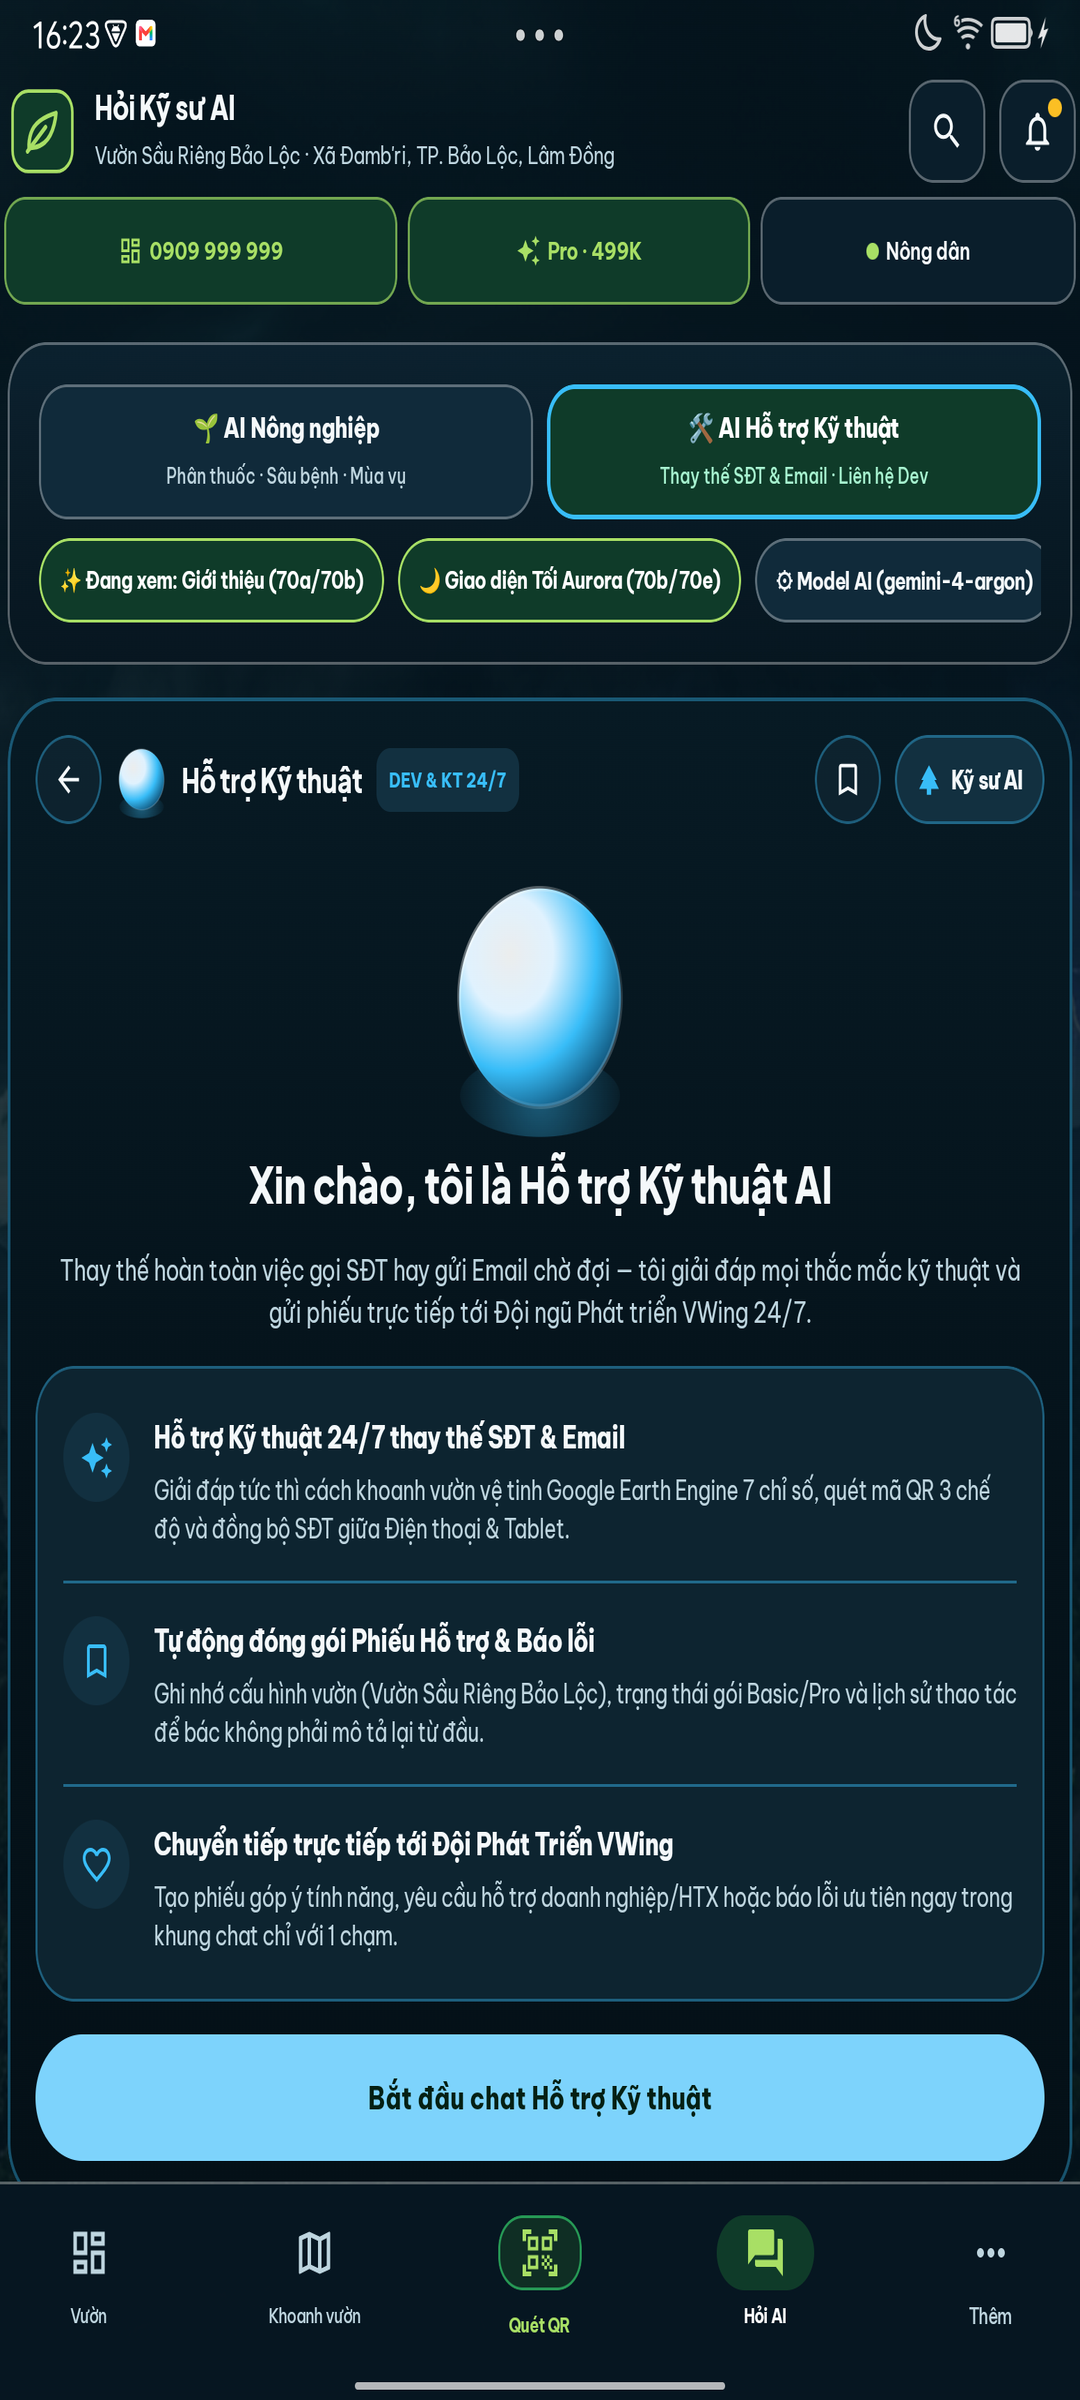 16:23
Hỏi Kỹ sư AI
Vườn Sầu Riêng Bảo Lộc · Xã Đamb'ri, TP. Bảo Lộc, Lâm Đồng
0909 999 999
Pro · 499K
Nông dân
🌱 AI Nông nghiệp
Phân thuốc · Sâu bệnh · Mùa vụ
🛠️ AI Hỗ trợ Kỹ thuật
Thay thế SĐT & Email · Liên hệ Dev
✨ Đang xem: Giới thiệu (70a/70b)
🌙 Giao diện Tối Aurora (70b/70e)
⚙ Model AI (gemini-4-argon)
Hỗ trợ Kỹ thuật
DEV & KT 24/7
Kỹ sư AI
Xin chào, tôi là Hỗ trợ Kỹ thuật AI
Thay thế hoàn toàn việc gọi SĐT hay gửi Email chờ đợi — tôi giải đáp mọi thắc mắc kỹ thuật và
gửi phiếu trực tiếp tới Đội ngũ Phát triển VWing 24/7.
Hỗ trợ Kỹ thuật 24/7 thay thế SĐT & Email
Giải đáp tức thì cách khoanh vườn vệ tinh Google Earth Engine 7 chỉ số, quét mã QR 3 chế
độ và đồng bộ SĐT giữa Điện thoại & Tablet.
Tự động đóng gói Phiếu Hỗ trợ & Báo lỗi
Ghi nhớ cấu hình vườn (Vườn Sầu Riêng Bảo Lộc), trạng thái gói Basic/Pro và lịch sử thao tác
để bác không phải mô tả lại từ đầu.
Chuyển tiếp trực tiếp tới Đội Phát Triển VWing
Tạo phiếu góp ý tính năng, yêu cầu hỗ trợ doanh nghiệp/HTX hoặc báo lỗi ưu tiên ngay trong
khung chat chỉ với 1 chạm.
Bắt đầu chat Hỗ trợ Kỹ thuật
Vườn
Khoanh vườn
Quét QR
Hỏi AI
Thêm